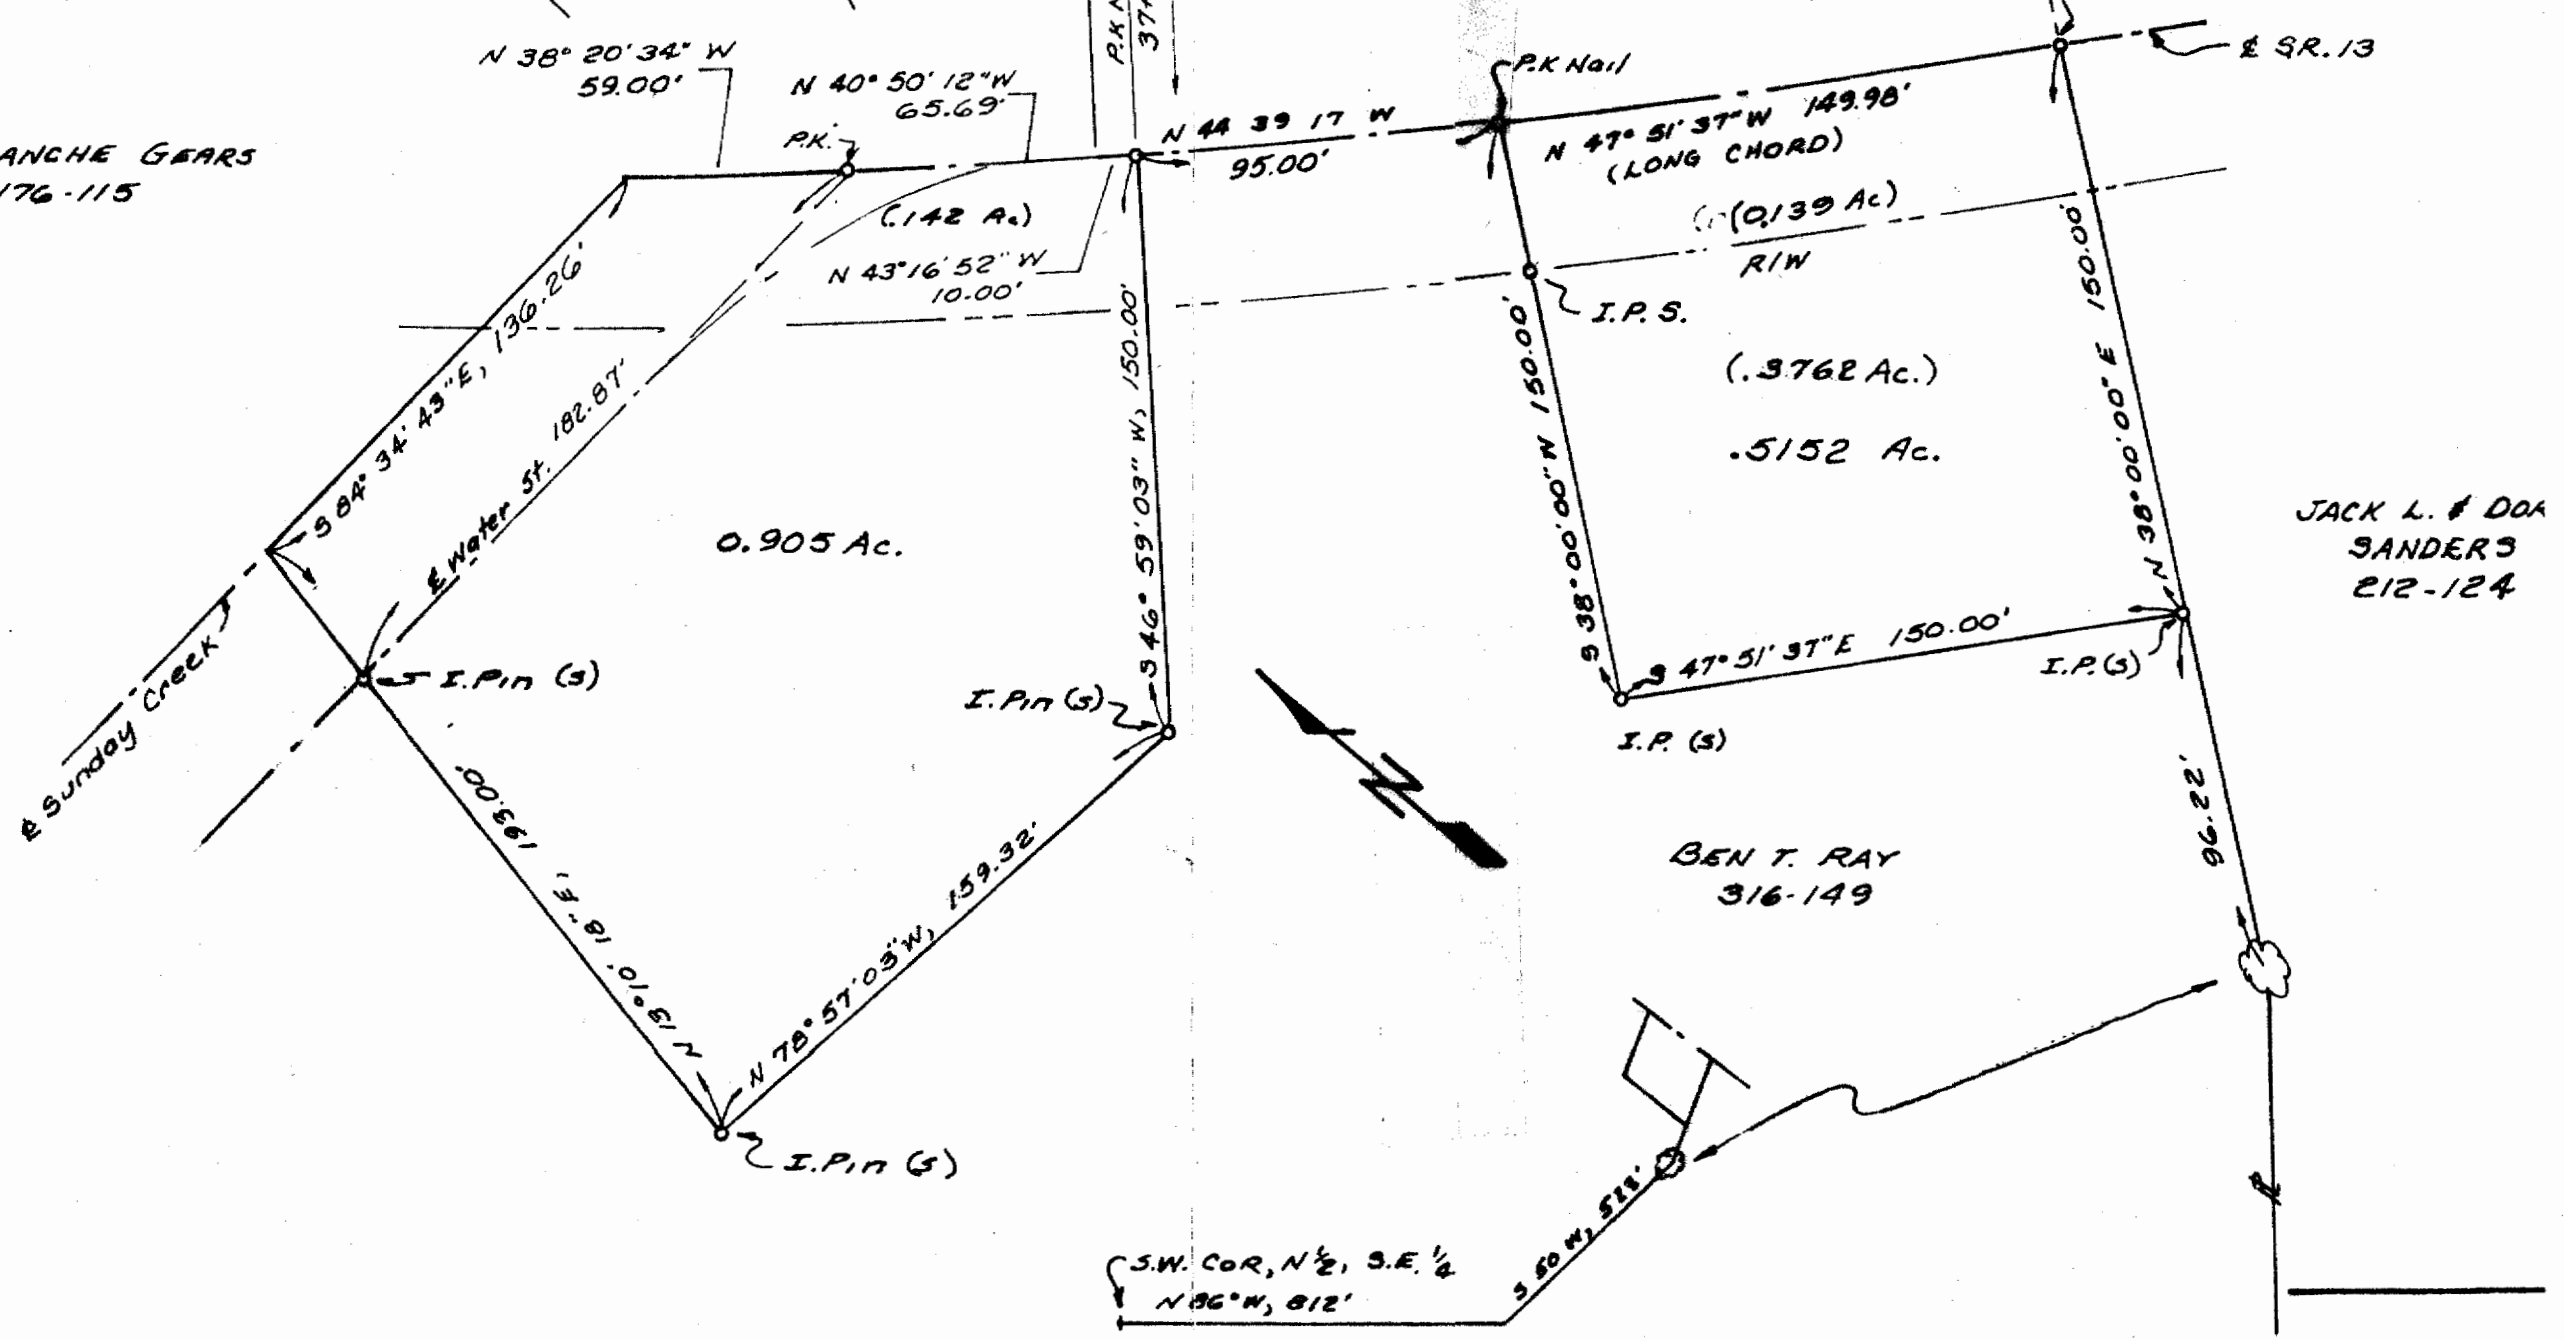 P.K N
37+
N 38° 20' 34" W
59.00'
N 40° 50' 12" W
65.69'
P.K.
ANCHE GEARS
176-115
N 44 39 17 W
95.00'
P.K Nail
N 47° 51' 37" W 149.98'
(LONG CHORD)
₵ SR. 13
(.142 Ac)
N 43° 16' 52" W
10.00'
(0.139 Ac)
R/W
I.P.S.
S 84° 34' 43" E, 136.26'
₵ Water St. 182.87'
S 46° 59' 03" W, 150.00'
S 38° 00' 00" W 150.00'
N 38° 00' 00" E 150.00'
(.3762 Ac.)
.5152 Ac.
0.905 Ac.
JACK L. & DOR
SANDERS
212-124
₵ Sunday Creek
I.Pin (s)
I.Pin (s)
S 47° 51' 37" E 150.00'
I.P. (s)
I.P. (s)
N
N 13° 10' 18" E, 193.00'
N 78° 57' 03" W, 159.32'
96.22'
BEN T. RAY
316-149
I.Pin (s)
S 50 W, 528'
S.W. COR, N ½, S.E. ¼
N 86° W, 812'